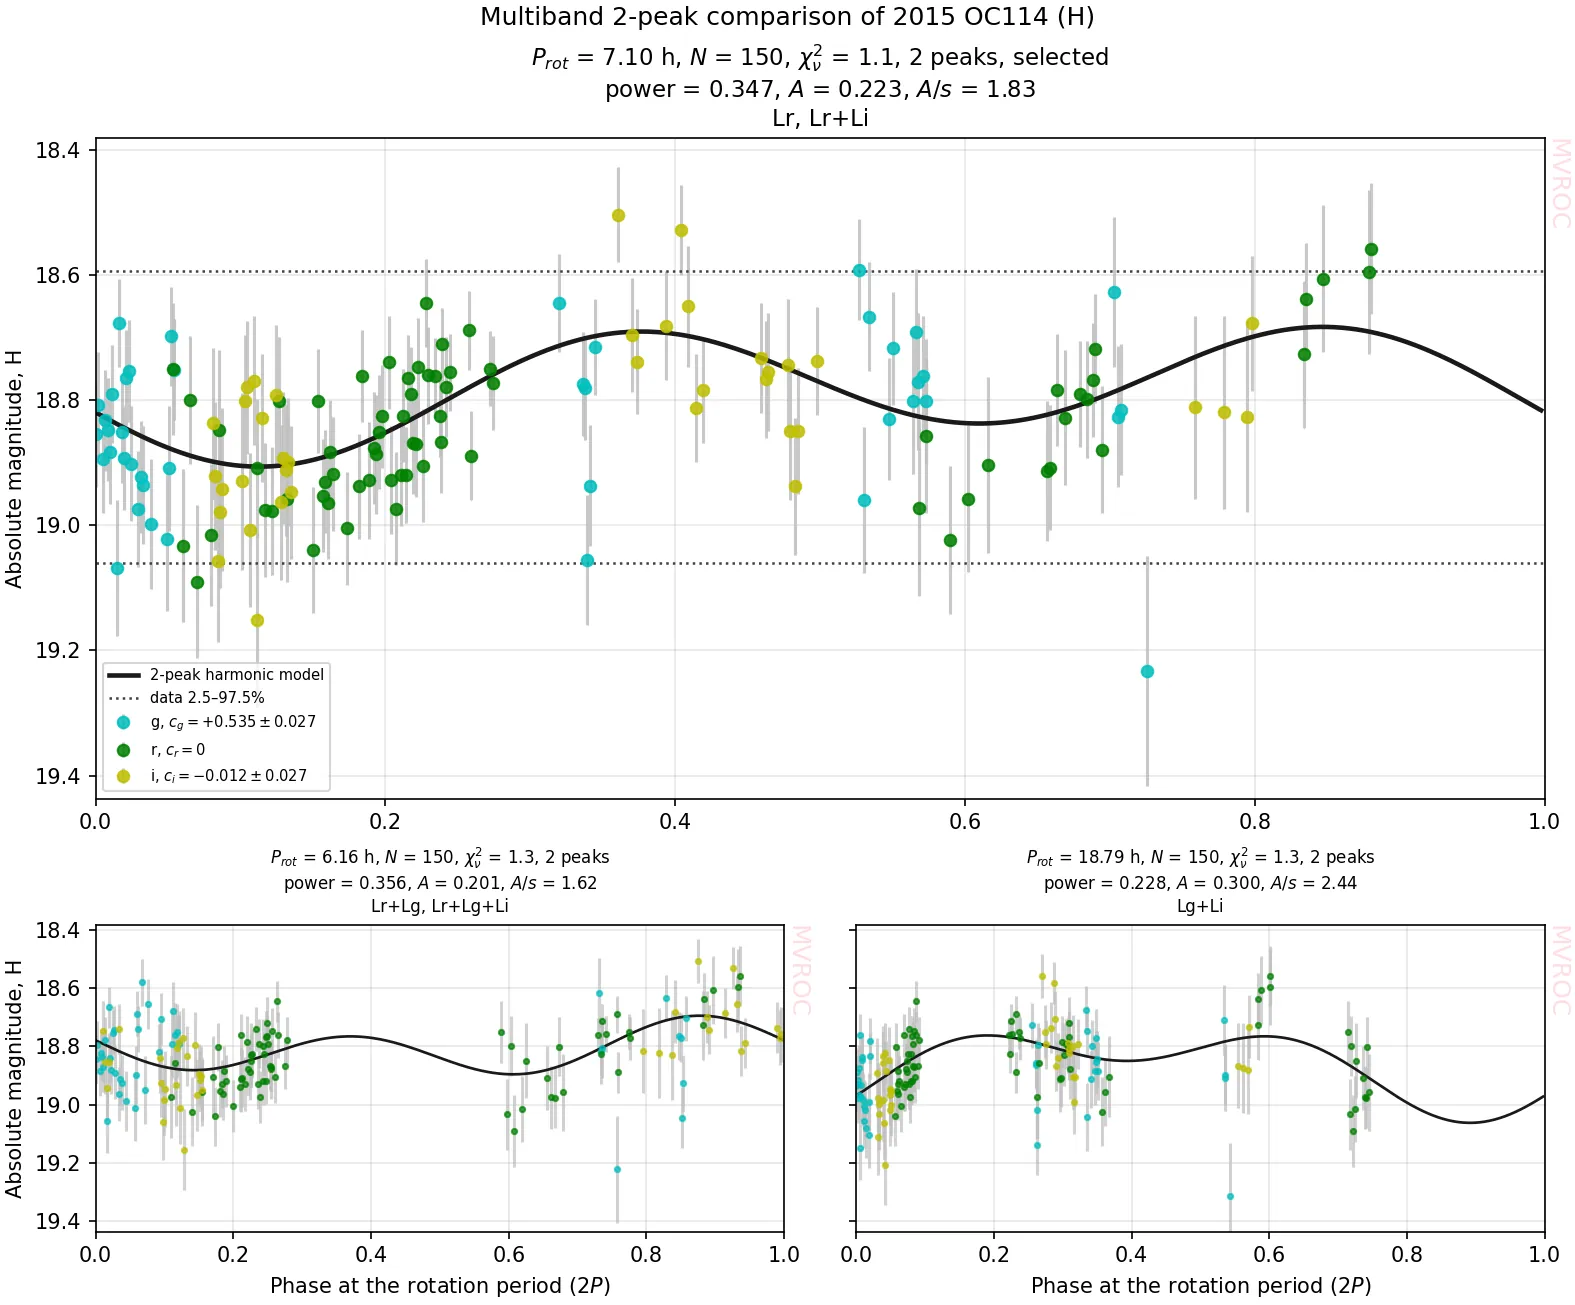 Multiband 2-peak comparison of 2015 OC114 (H)
P_rot = 7.10 h, N = 150, χ²_ν = 1.1, 2 peaks, selected
power = 0.347, A = 0.223, A/s = 1.83
Lr, Lr+Li
MVROC
Absolute magnitude, H
18.4
18.6
18.8
19.0
19.2
19.4
2-peak harmonic model
data 2.5–97.5%
g, c_g = +0.535 ± 0.027
r, c_r = 0
i, c_i = −0.012 ± 0.027
0.0 0.2 0.4 0.6 0.8 1.0
P_rot = 6.16 h, N = 150, χ²_ν = 1.3, 2 peaks
power = 0.356, A = 0.201, A/s = 1.62
Lr+Lg, Lr+Lg+Li
MVROC
Absolute magnitude, H
18.4
18.6
18.8
19.0
19.2
19.4
0.0 0.2 0.4 0.6 0.8 1.0
Phase at the rotation period (2P)
P_rot = 18.79 h, N = 150, χ²_ν = 1.3, 2 peaks
power = 0.228, A = 0.300, A/s = 2.44
Lg+Li
MVROC
0.0 0.2 0.4 0.6 0.8 1.0
Phase at the rotation period (2P)